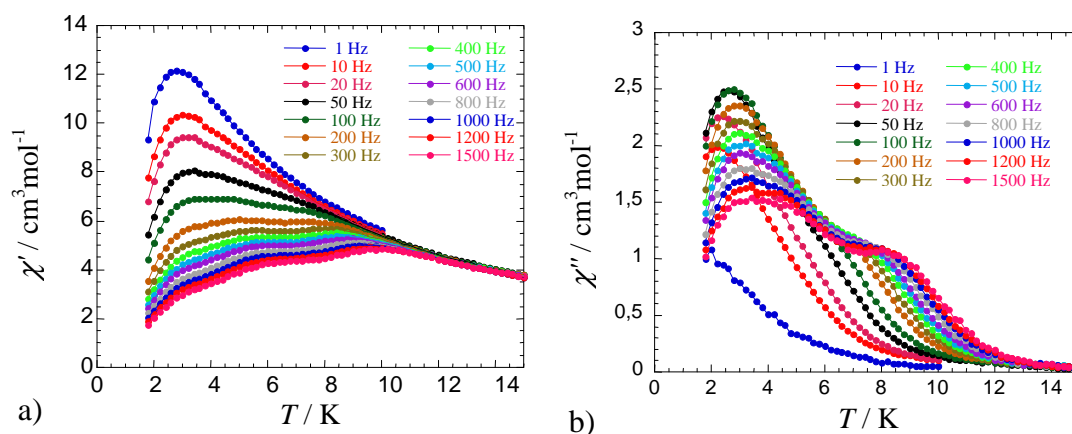 14
12
10
8
6
4
2
0
χ' / cm³mol⁻¹
1 Hz
10 Hz
20 Hz
50 Hz
100 Hz
200 Hz
300 Hz
400 Hz
500 Hz
600 Hz
800 Hz
1000 Hz
1200 Hz
1500 Hz
0 2 4 6 8 10 12 14
T / K
a)
3
2,5
2
1,5
1
0,5
0
χ'' / cm³mol⁻¹
1 Hz
10 Hz
20 Hz
50 Hz
100 Hz
200 Hz
300 Hz
400 Hz
500 Hz
600 Hz
800 Hz
1000 Hz
1200 Hz
1500 Hz
0 2 4 6 8 10 12 14
T / K
b)